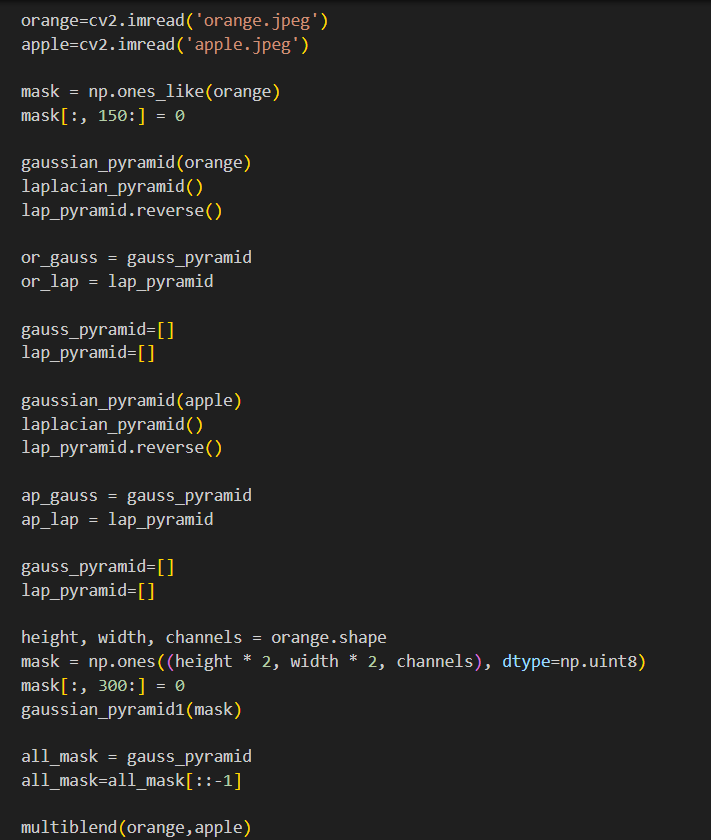 orange=cv2.imread('orange.jpeg')
apple=cv2.imread('apple.jpeg')
mask = np.ones_like(orange)
mask[:, 150:] = 0
gaussian_pyramid(orange)
laplacian_pyramid()
lap_pyramid.reverse()
or_gauss = gauss_pyramid
or_lap = lap_pyramid
gauss_pyramid=[]
lap_pyramid=[]
gaussian_pyramid(apple)
laplacian_pyramid()
lap_pyramid.reverse()
ap_gauss = gauss_pyramid
ap_lap = lap_pyramid
gauss_pyramid=[]
lap_pyramid=[]
height, width, channels = orange.shape
mask = np.ones((height * 2, width * 2, channels), dtype=np.uint8)
mask[:, 300:] = 0
gaussian_pyramid1(mask)
all_mask = gauss_pyramid
all_mask=all_mask[::-1]
multiblend(orange,apple)